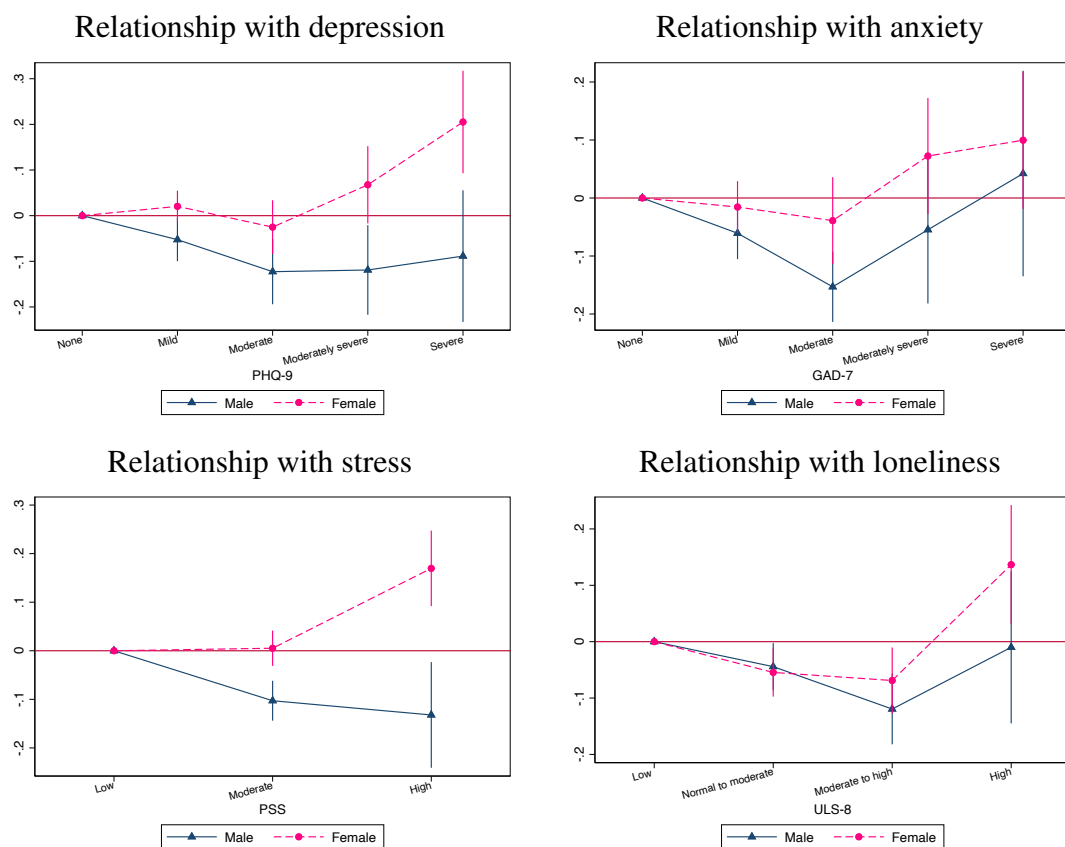 Relationship with depression
.3
.2
.1
0
-.1
-.2
None
Mild
Moderate
Moderately severe
Severe
PHQ-9
Male
Female
Relationship with anxiety
.2
.1
0
-.1
-.2
None
Mild
Moderate
Moderately severe
Severe
GAD-7
Male
Female
Relationship with stress
.3
.2
.1
0
-.1
-.2
Low
Moderate
High
PSS
Male
Female
Relationship with loneliness
.2
.1
0
-.1
-.2
Low
Normal to moderate
Moderate to high
High
ULS-8
Male
Female